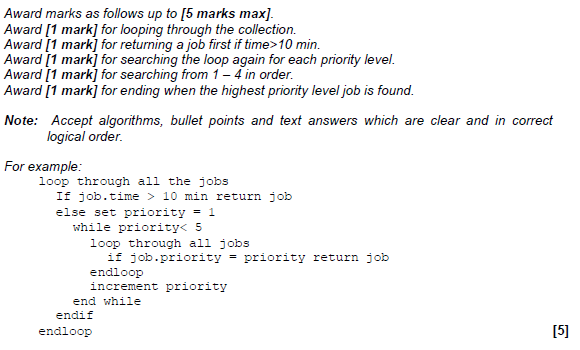 Award marks as follows up to [5 marks max].
Award [1 mark] for looping through the collection.
Award [1 mark] for returning a job first if time>10 min.
Award [1 mark] for searching the loop again for each priority level.
Award [1 mark] for searching from 1 – 4 in order.
Award [1 mark] for ending when the highest priority level job is found.
Note: Accept algorithms, bullet points and text answers which are clear and in correct
logical order.
For example:
loop through all the jobs
If job.time > 10 min return job
else set priority = 1
while priority< 5
loop through all jobs
if job.priority = priority return job
endloop
increment priority
end while
endif
endloop [5]